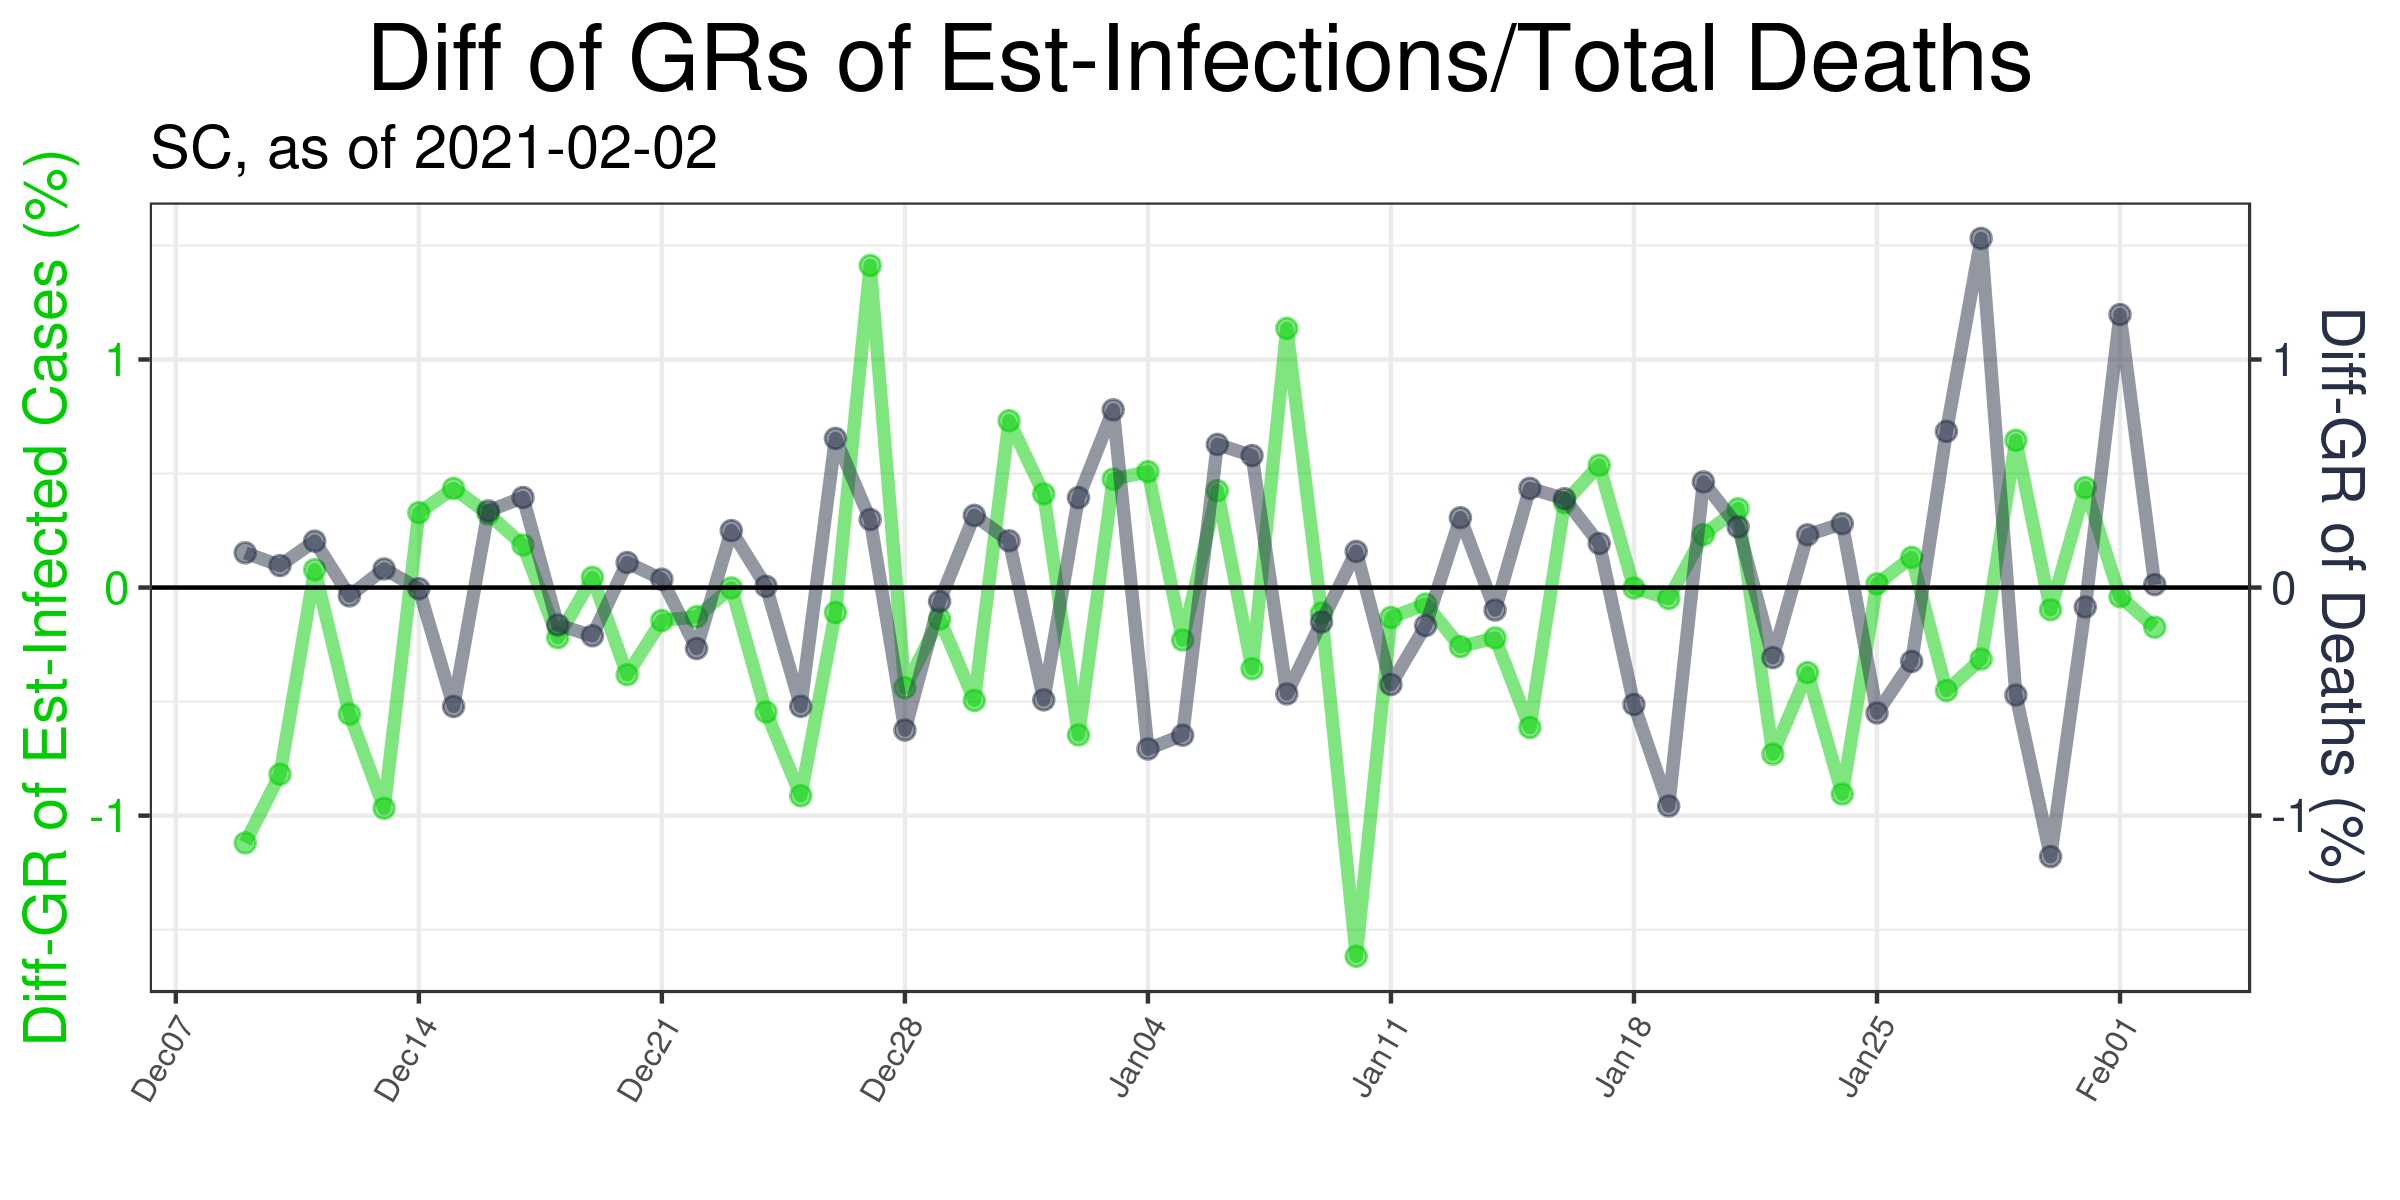 Diff of GRs of Est-Infections/Total Deaths
SC, as of 2021-02-02
Diff-GR of Est-Infected Cases (%)
1
0
-1
1
0
-1
Diff-GR of Deaths (%)
Dec07
Dec14
Dec21
Dec28
Jan04
Jan11
Jan18
Jan25
Feb01